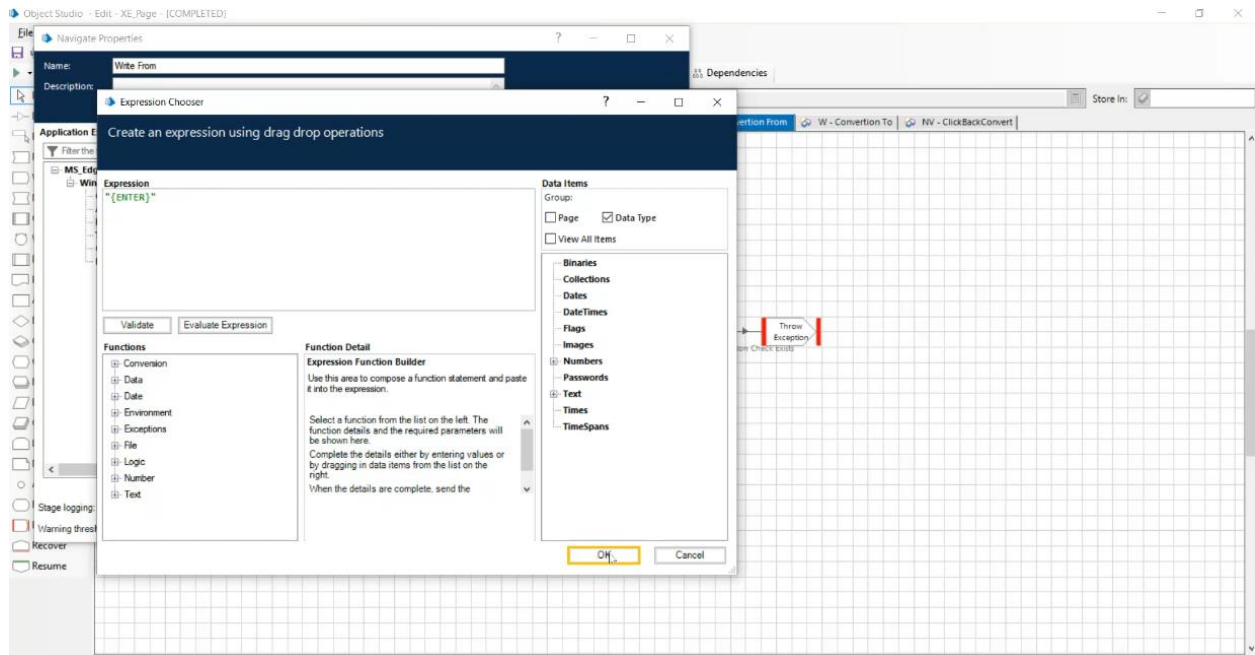 Object Studio - Edit - XE_Page - [COMPLETED]
File
Navigate Properties
Name:
Write From
Description:
Dependencies
Store In:
Expression Chooser
Create an expression using drag drop operations
W - Convertion To
NV - ClickBackConvert
Filter the
Expression
"{ENTER}"
Data Items
Group:
Page
Data Type
View All Items
Binaries
Collections
Dates
DateTimes
Flags
Images
Numbers
Passwords
Text
Times
TimeSpans
Validate
Evaluate Expression
Functions
Conversion
Data
Date
Environment
Exceptions
File
Logic
Number
Text
Function Detail
Expression Function Builder
Use this area to compose a function statement and paste
it into the expression.
Select a function from the list on the left. The
function details and the required parameters will
be shown here.
Complete the details either by entering values or
by dragging in data items from the list on the
right.
When the details are complete, send the
OK
Cancel
Throw
Exception
Check Exists
Stage logging:
Warning
Recover
Resume